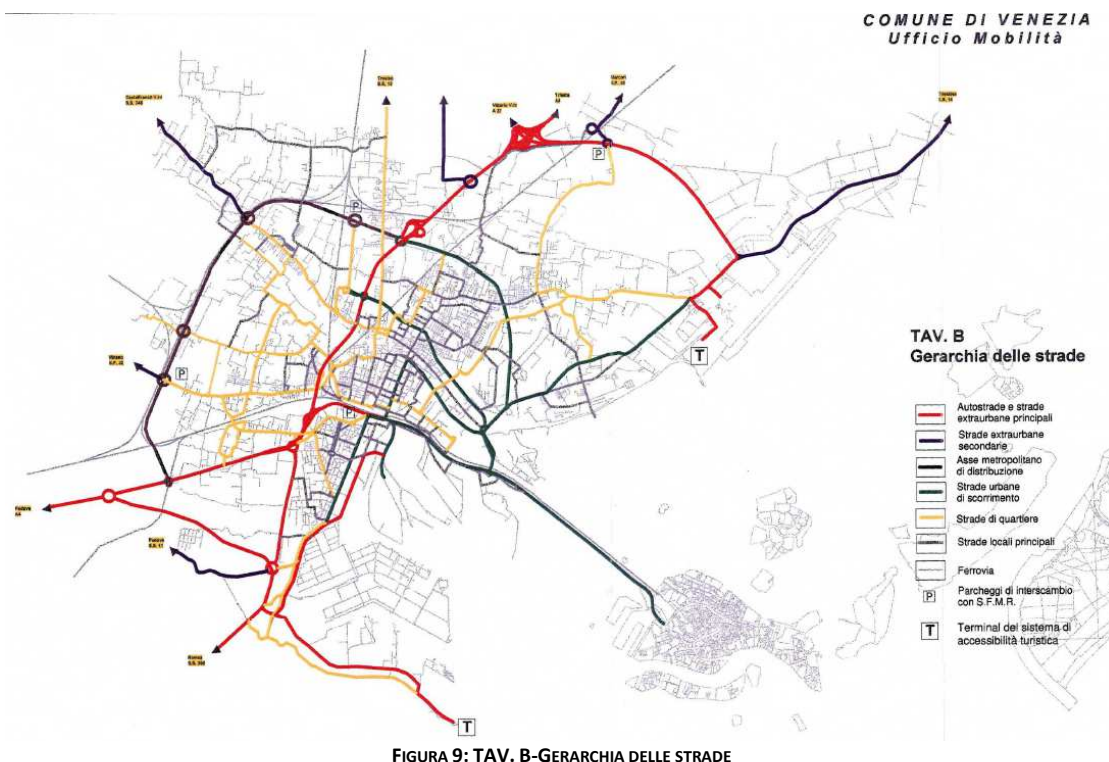 COMUNE DI VENEZIA
Ufficio Mobilità
P
P
P
P
T
T
TAV. B
Gerarchia delle strade
Autostrade e strade
extraurbane principali
Strade extraurbane
secondarie
Asse metropolitano
di distribuzione
Strade urbane
di scorrimento
Strade di quartiere
Strade locali principali
Ferrovia
P
Parcheggi di interscambio
con S.F.M.R.
T
Terminal del sistema di
accessibilità turistica
FIGURA 9: TAV. B-GERARCHIA DELLE STRADE